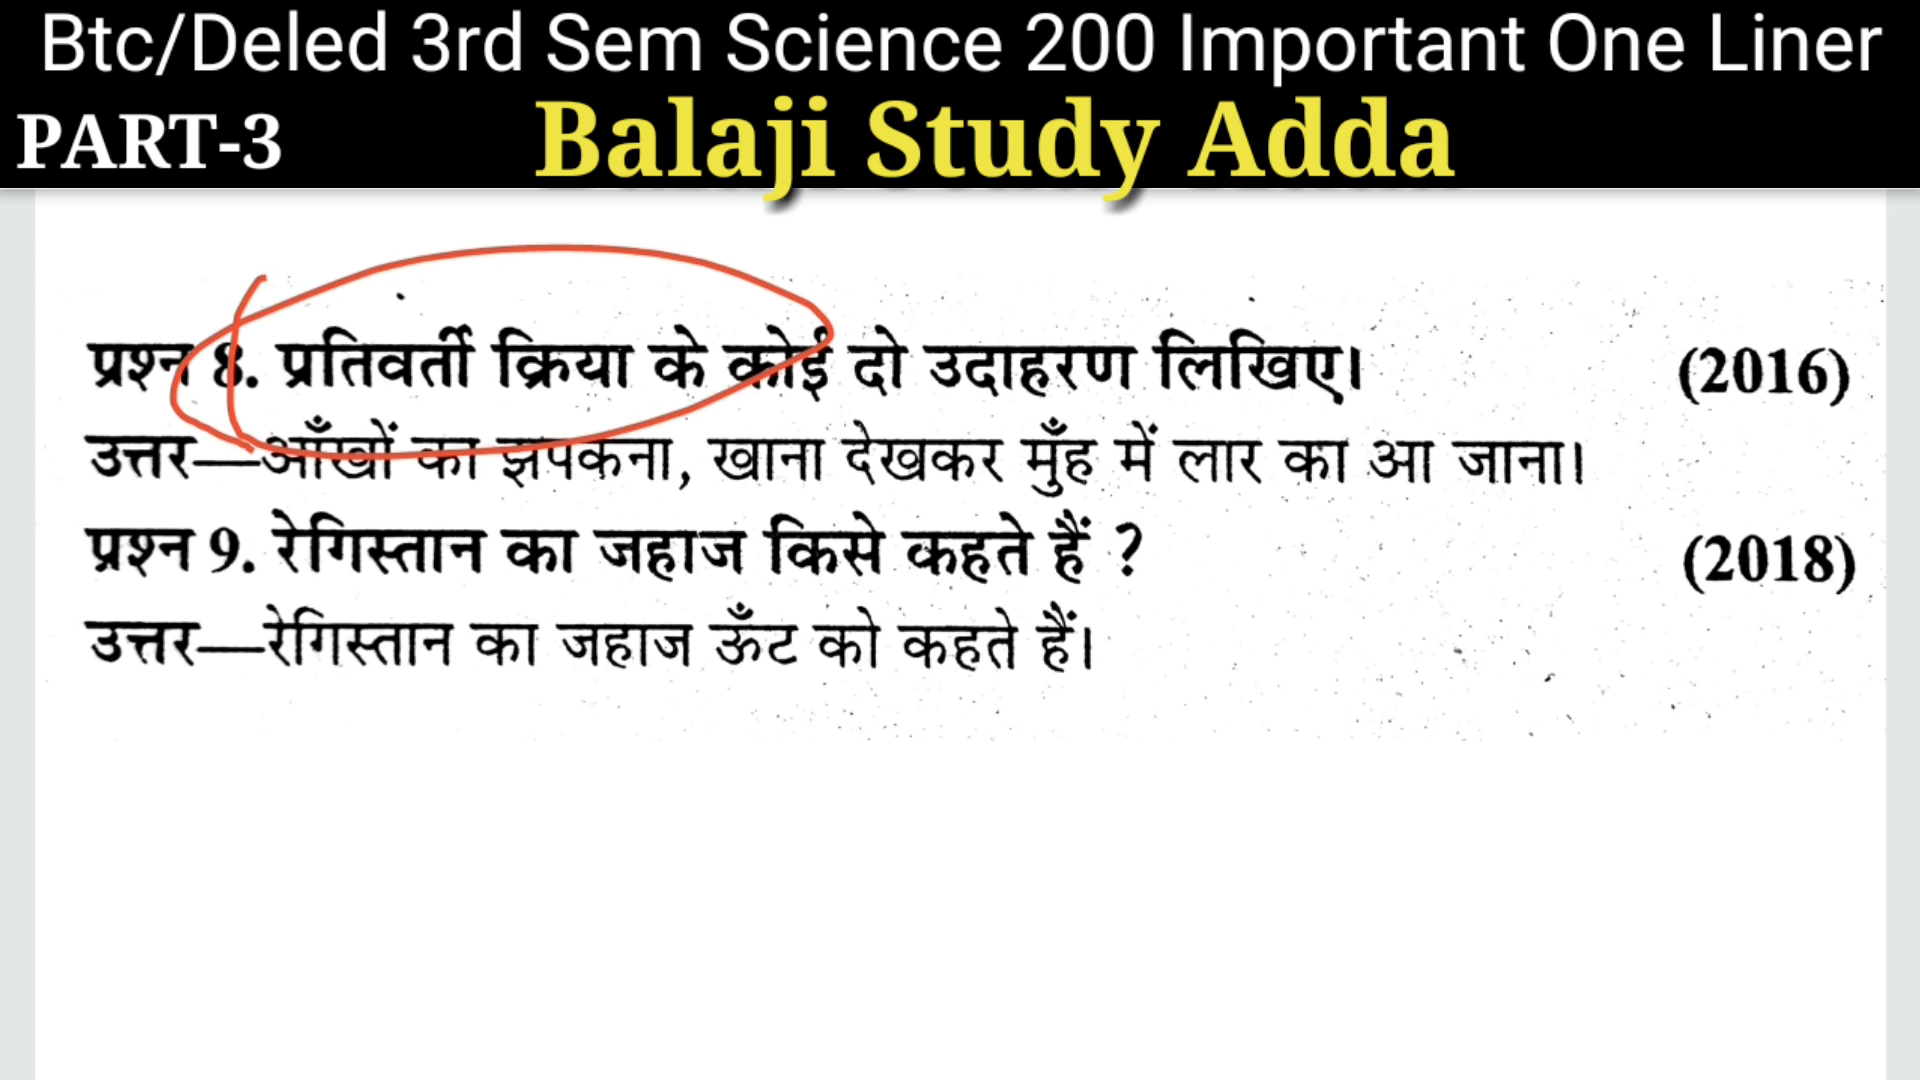 Btc/Deled 3rd Sem Science 200 Important One Liner
PART-3 Balaji Study Adda
प्रश्न 8. प्रतिवर्ती क्रिया के कोई दो उदाहरण लिखिए। (2016)
उत्तर—आँखों का झपकना, खाना देखकर मुँह में लार का आ जाना।
प्रश्न 9. रेगिस्तान का जहाज किसे कहते हैं ? (2018)
उत्तर—रेगिस्तान का जहाज ऊँट को कहते हैं।